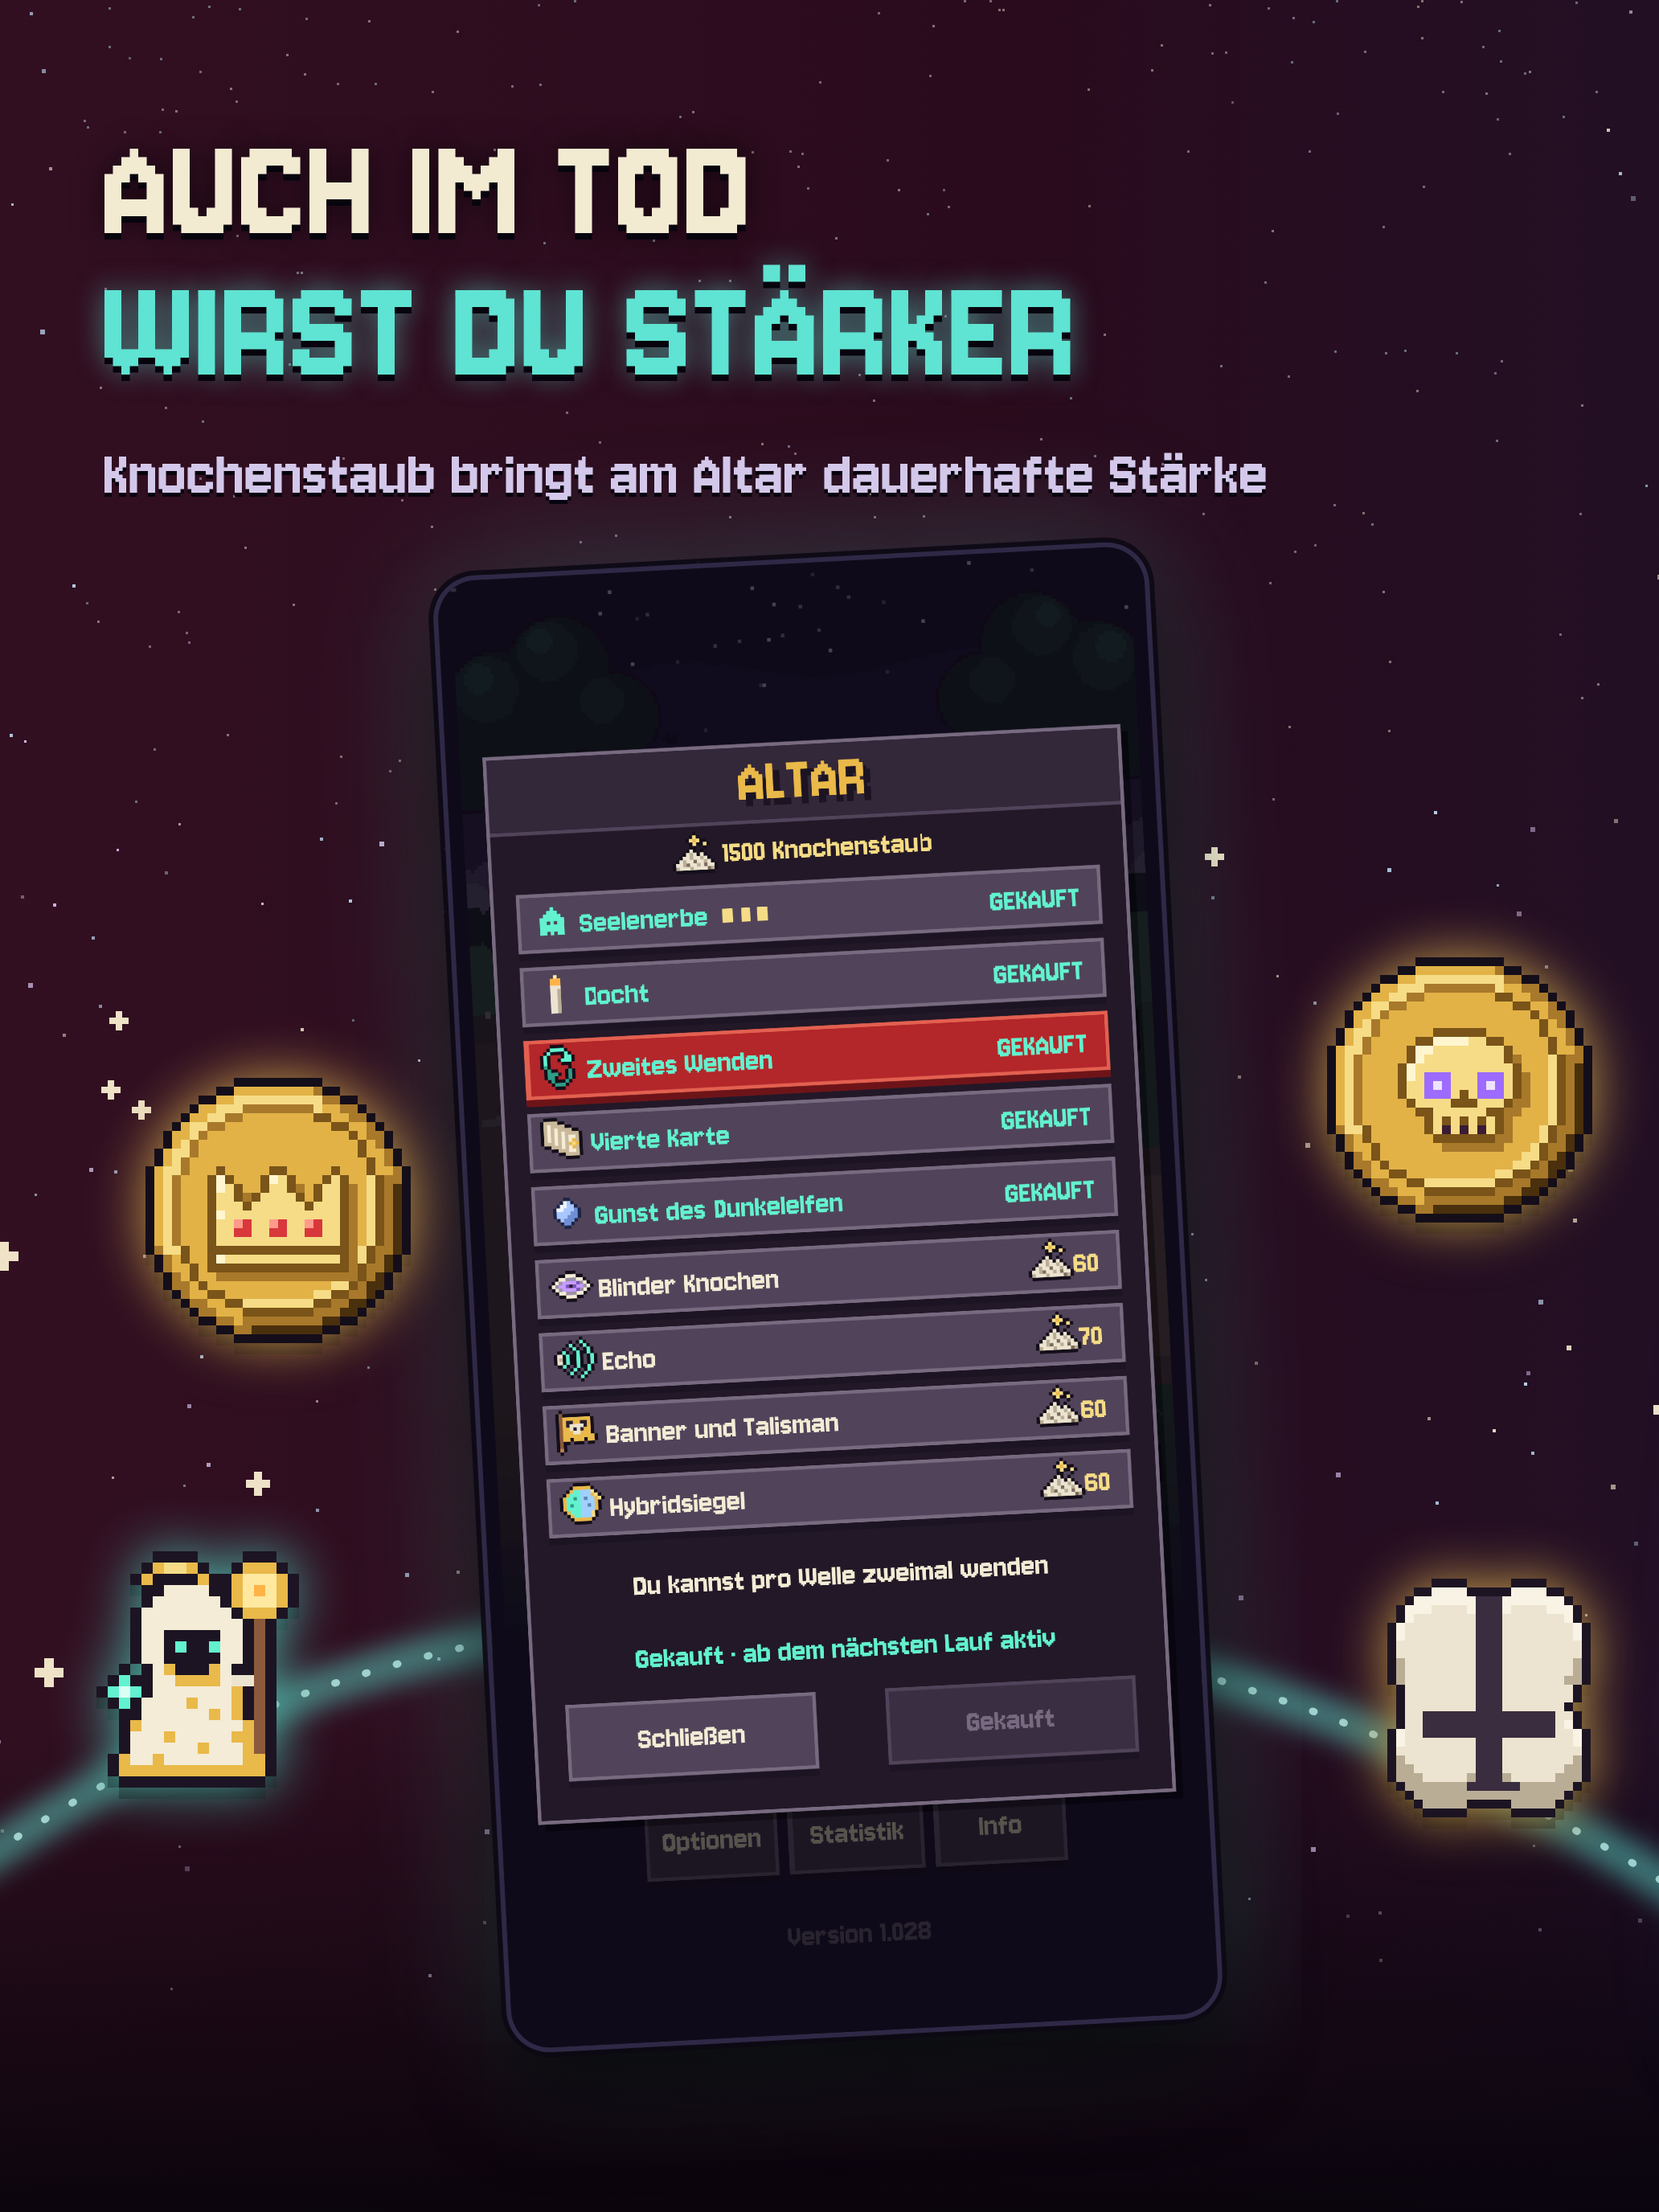 AUCH IM TOD
WIRST DU STÄRKER
Knochenstaub bringt am Altar dauerhafte Stärke
ALTAR
1500 Knochenstaub
Seelenerbe GEKAUFT
Docht GEKAUFT
Zweites Wenden GEKAUFT
Vierte Karte GEKAUFT
Gunst des Dunkelelfen GEKAUFT
Blinder Knochen 60
Echo 70
Banner und Talisman 60
Hybridsiegel 60
Du kannst pro Welle zweimal wenden
Gekauft · ab dem nächsten Lauf aktiv
Schließen Gekauft
Optionen Statistik Info
Version 1.028